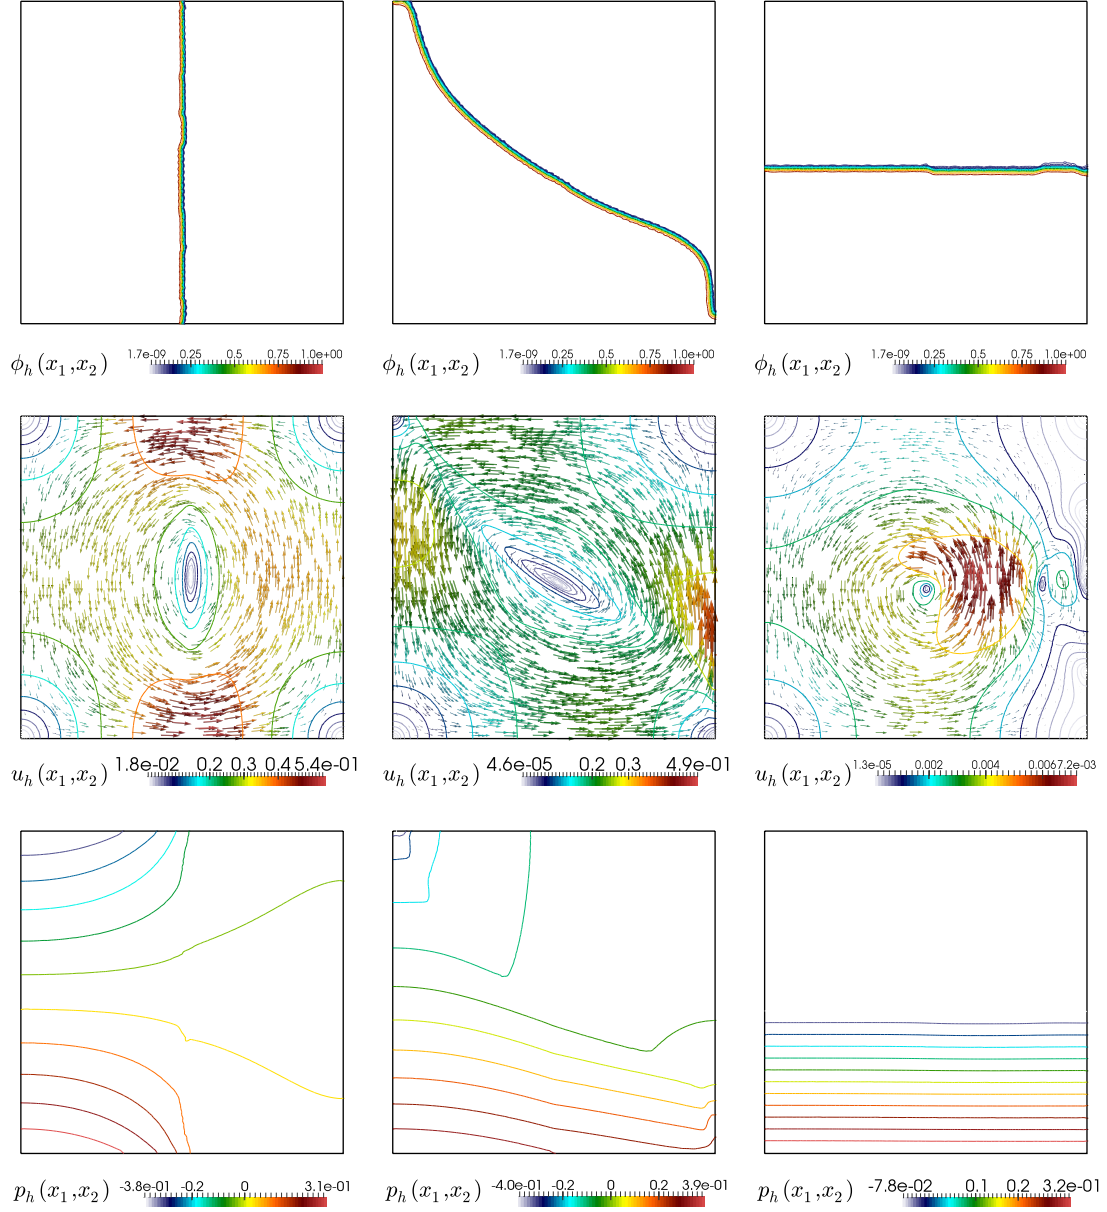 ϕₕ(x₁,x₂) 1.7e-09 0.25 0.5 0.75 1.0e+00
ϕₕ(x₁,x₂) 1.7e-09 0.25 0.5 0.75 1.0e+00
ϕₕ(x₁,x₂) 1.7e-09 0.25 0.5 0.75 1.0e+00
uₕ(x₁,x₂) 1.8e-02 0.2 0.3 0.45 5.4e-01
uₕ(x₁,x₂) 4.6e-05 0.2 0.3 4.9e-01
uₕ(x₁,x₂) 1.3e-05 0.002 0.004 0.006 7.2e-03
pₕ(x₁,x₂) -3.8e-01 -0.2 0 3.1e-01
pₕ(x₁,x₂) -4.0e-01 -0.2 0 0.2 3.9e-01
pₕ(x₁,x₂) -7.8e-02 0.1 0.2 3.2e-01